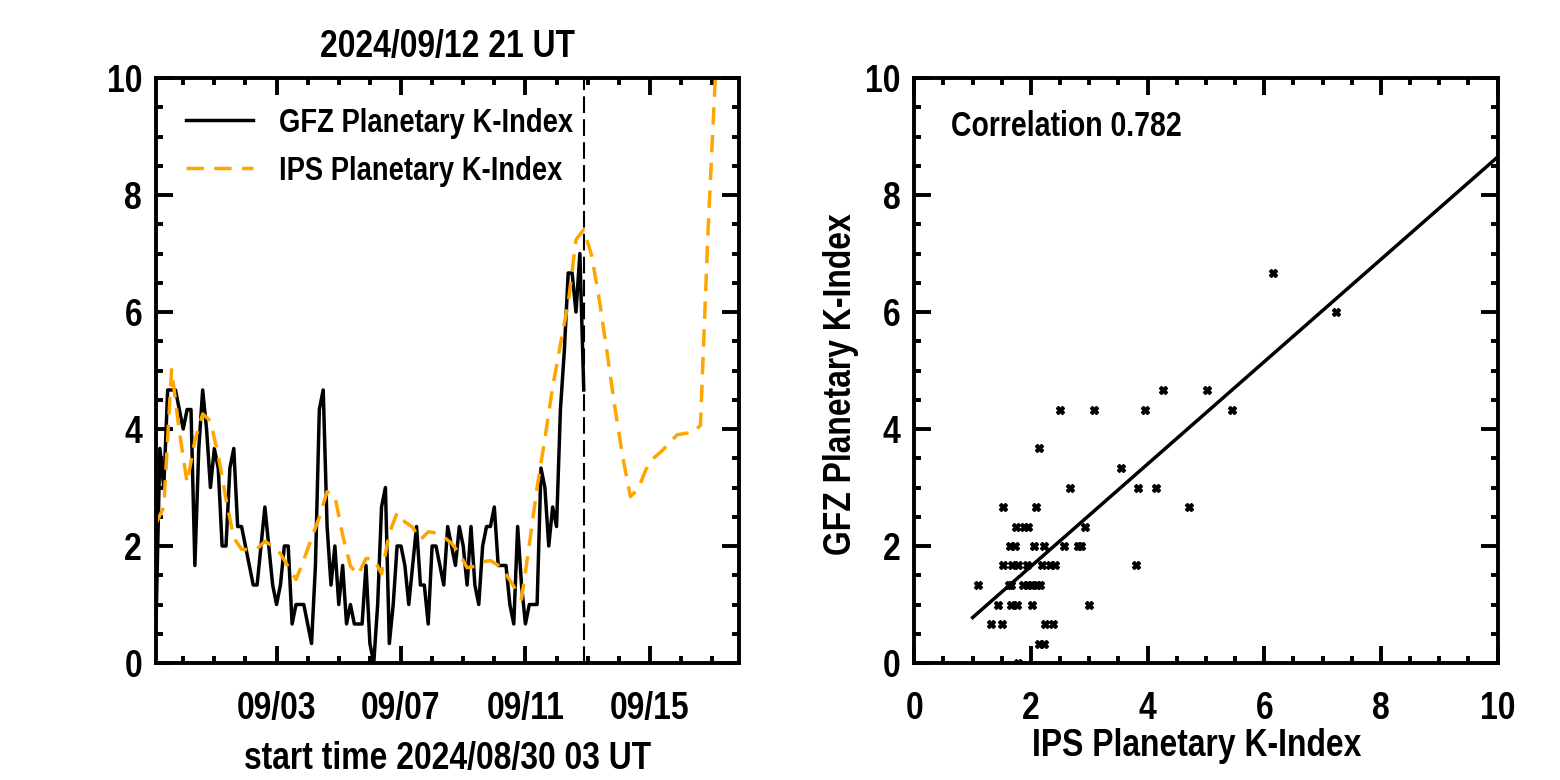 2024/09/12 21 UT
10
8
6
4
2
0
GFZ Planetary K-Index
IPS Planetary K-Index
09/03 09/07 09/11 09/15
start time 2024/08/30 03 UT
GFZ Planetary K-Index
10
8
6
4
2
0
Correlation 0.782
0 2 4 6 8 10
IPS Planetary K-Index